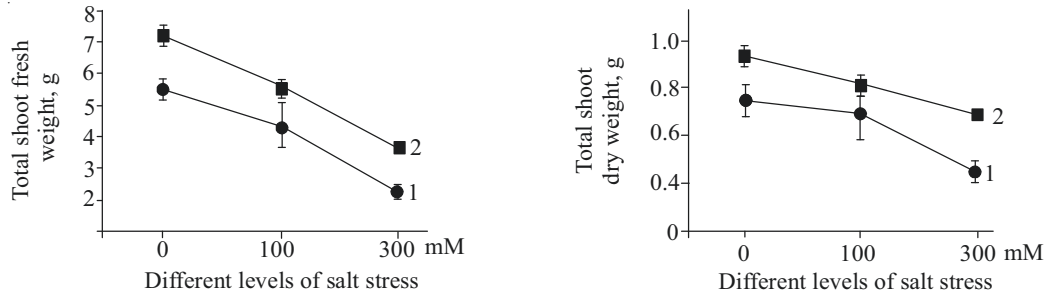 8
7
6
5
4
3
2
Total shoot fresh
weight, g
2
1
0 100 300 mM
Different levels of salt stress
1.0
0.8
0.6
0.4
0
Total shoot
dry weight, g
2
1
0 100 300 mM
Different levels of salt stress